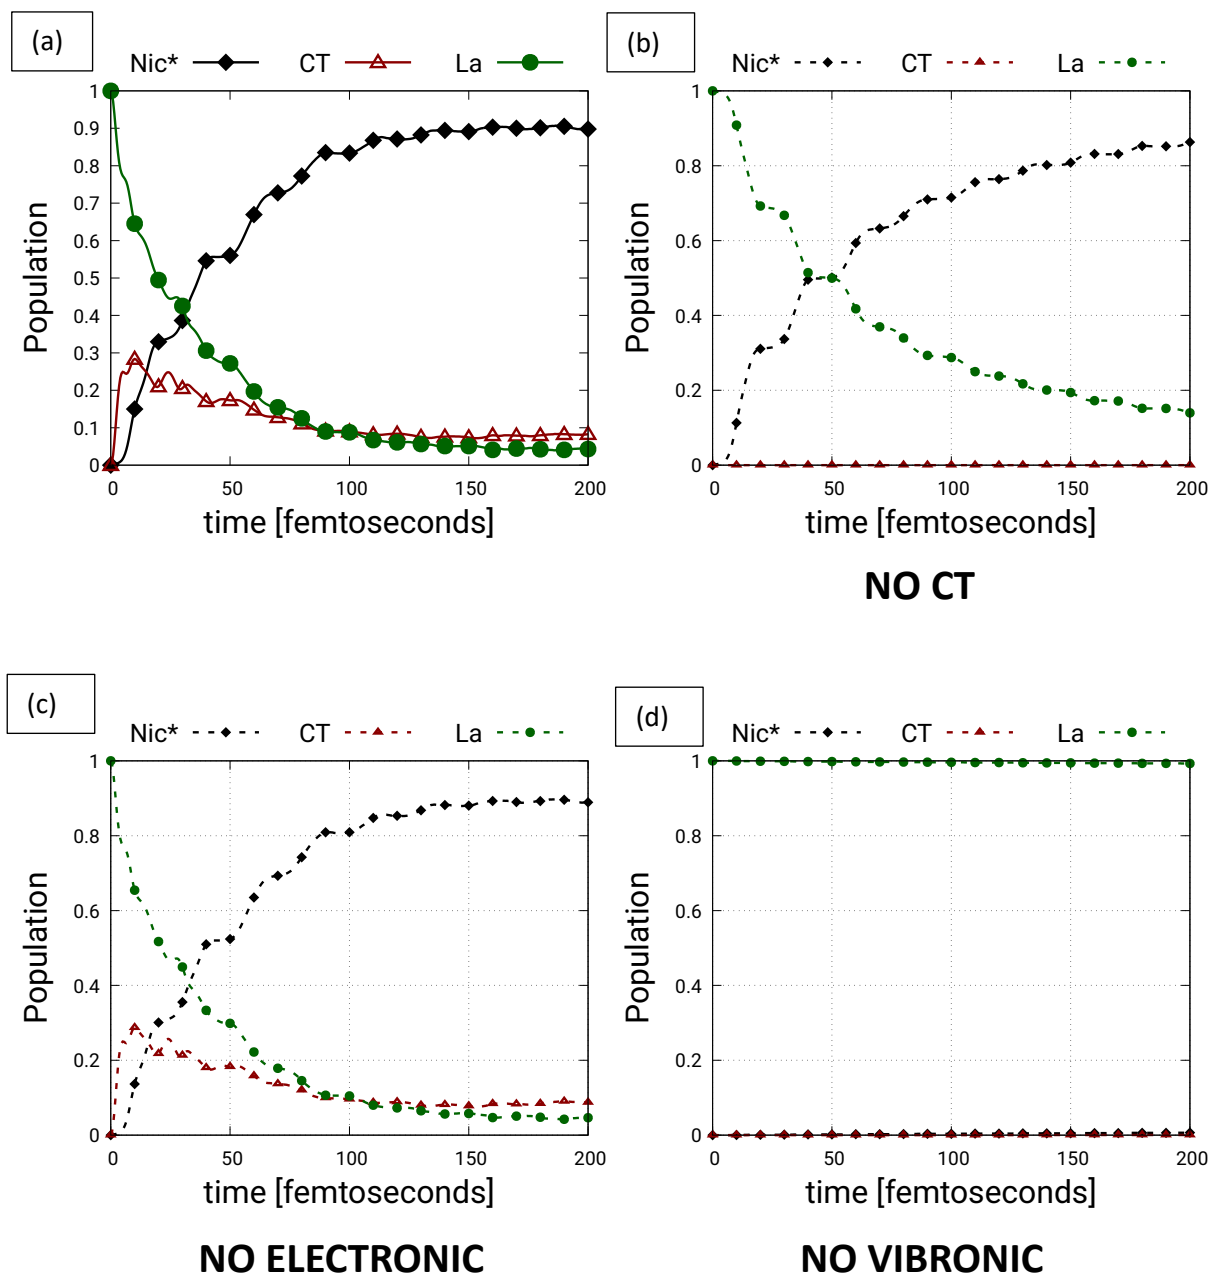 (a)
Nic* CT La
1
0.9
0.8
0.7
0.6
0.5
0.4
0.3
0.2
0.1
0
Population
0 50 100 150 200
time [femtoseconds]
(b)
Nic* CT La
1
0.8
0.6
0.4
0.2
0
Population
0 50 100 150 200
time [femtoseconds]
NO CT
(c)
Nic* CT La
1
0.8
0.6
0.4
0.2
0
Population
0 50 100 150 200
time [femtoseconds]
NO ELECTRONIC
(d)
Nic* CT La
1
0.8
0.6
0.4
0.2
0
Population
0 50 100 150 200
time [femtoseconds]
NO VIBRONIC